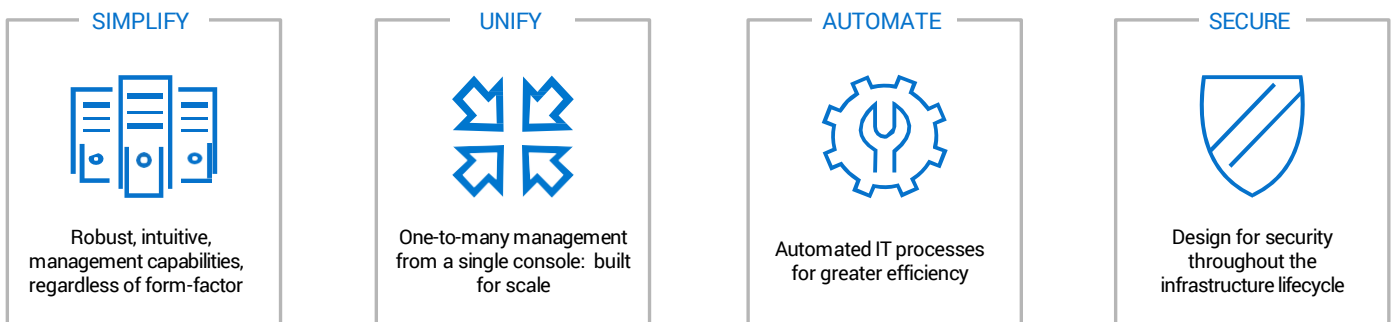 SIMPLIFY
Robust, intuitive,
management capabilities,
regardless of form-factor
UNIFY
One-to-many management
from a single console: built
for scale
AUTOMATE
Automated IT processes
for greater efficiency
SECURE
Design for security
throughout the
infrastructure lifecycle